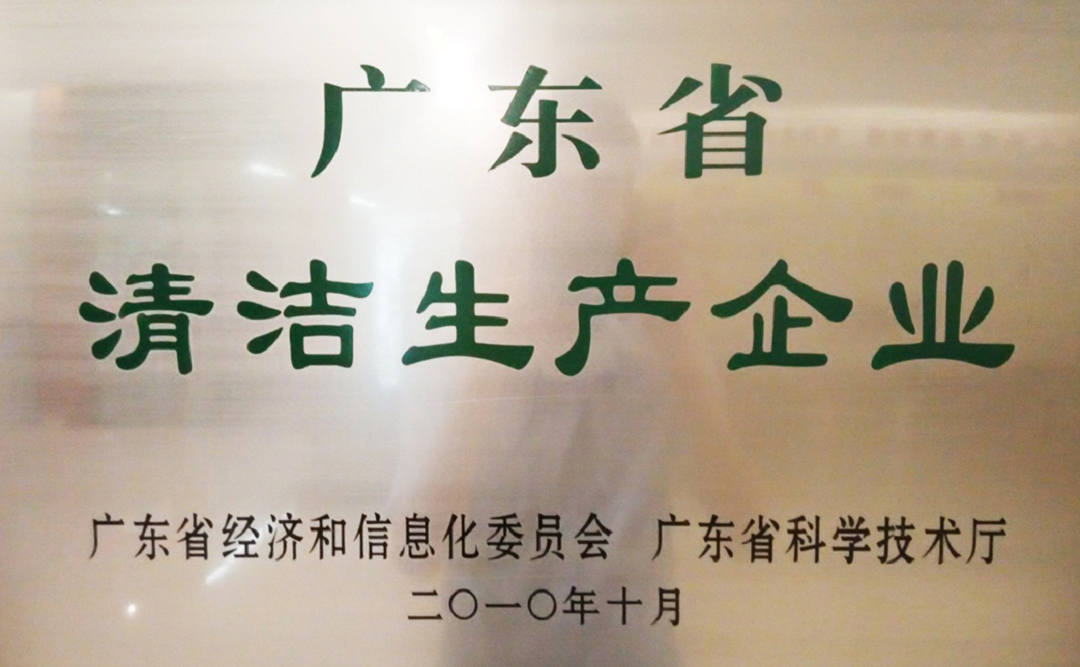 广东省
清洁生产企业
广东省经济和信息化委员会 广东省科学技术厅
二〇一〇年十月